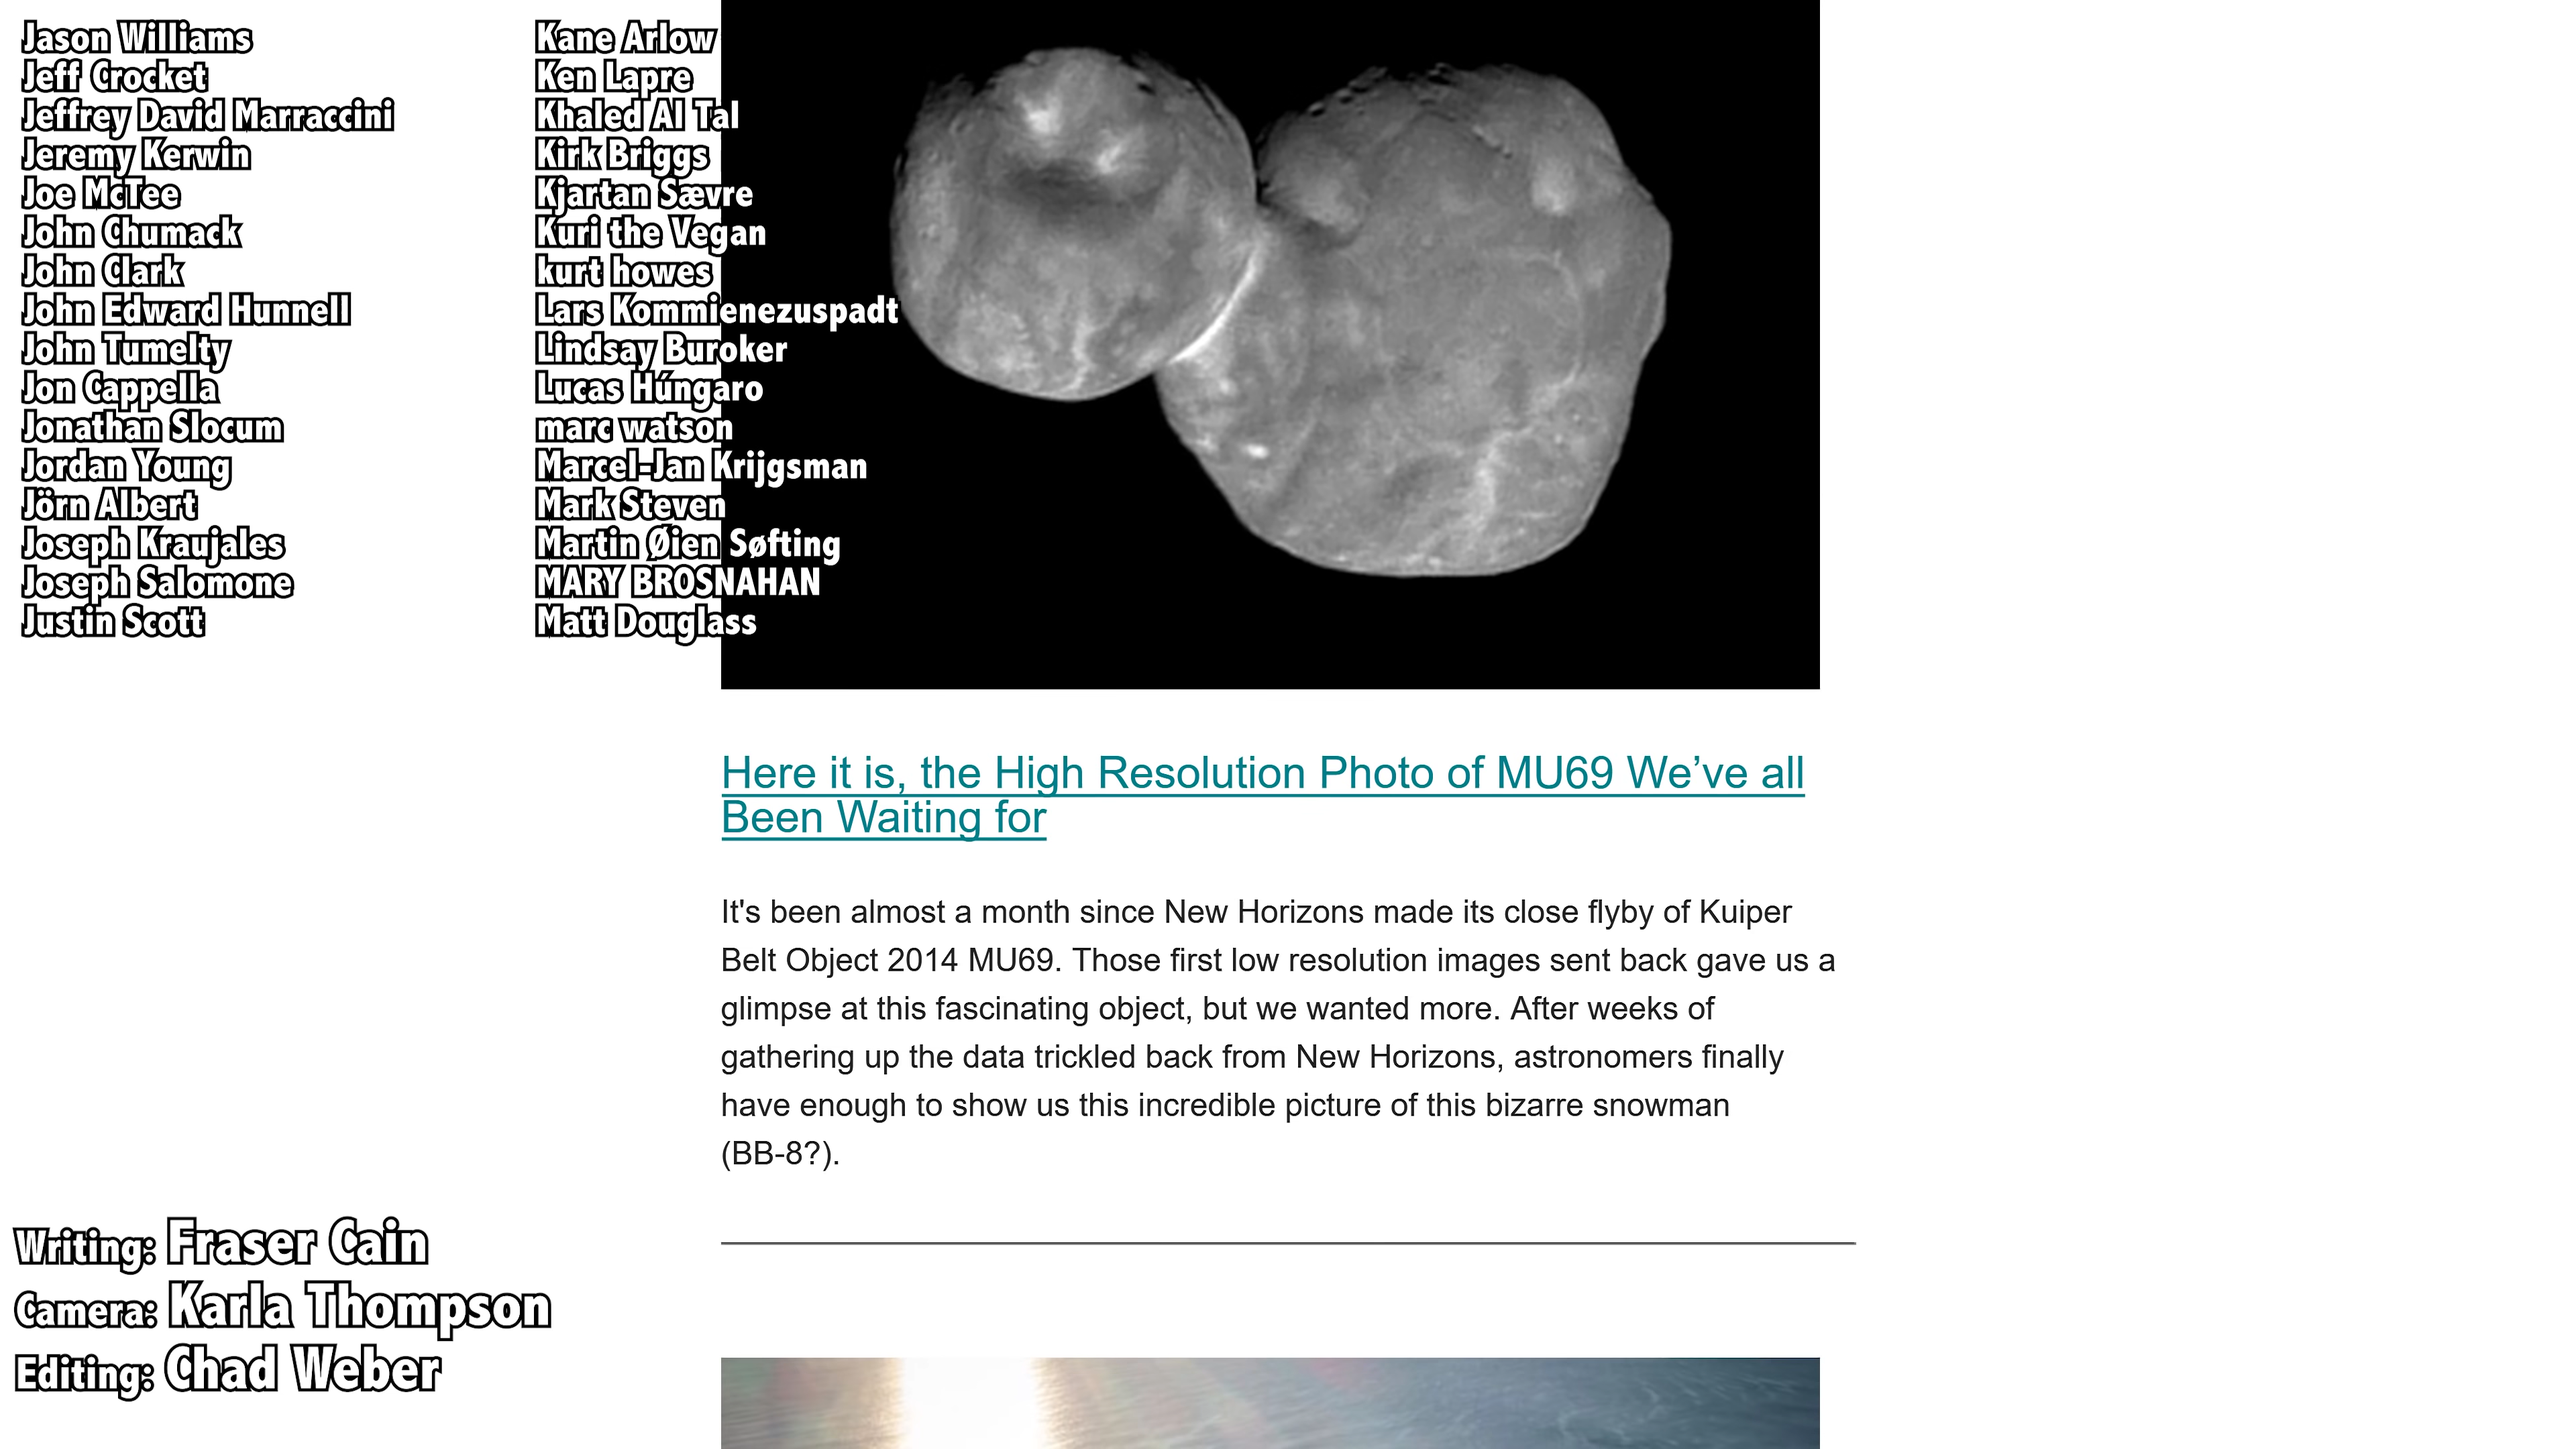 Jason Williams
Jeff Crocket
Jeffrey David Marraccini
Jeremy Kerwin
Joe McTee
John Chumack
John Clark
John Edward Hunnell
John Tumelty
Jon Cappella
Jonathan Slocum
Jordan Young
Jörn Albert
Joseph Kraujales
Joseph Salomone
Justin Scott
Kane Arlow
Ken Lapre
Khaled Al Tal
Kirk Briggs
Kjartan Sævre
Kuri the Vegan
kurt howes
Lars Kommienezuspadt
Lindsay Buroker
Lucas Húngaro
marc watson
Marcel-Jan Krijgsman
Mark Steven
Martin Øien Søfting
MARY BROSNAHAN
Matt Douglass
Here it is, the High Resolution Photo of MU69 We’ve all
Been Waiting for
It's been almost a month since New Horizons made its close flyby of Kuiper
Belt Object 2014 MU69. Those first low resolution images sent back gave us a
glimpse at this fascinating object, but we wanted more. After weeks of
gathering up the data trickled back from New Horizons, astronomers finally
have enough to show us this incredible picture of this bizarre snowman
(BB-8?).
Writing: Fraser Cain
Camera: Karla Thompson
Editing: Chad Weber